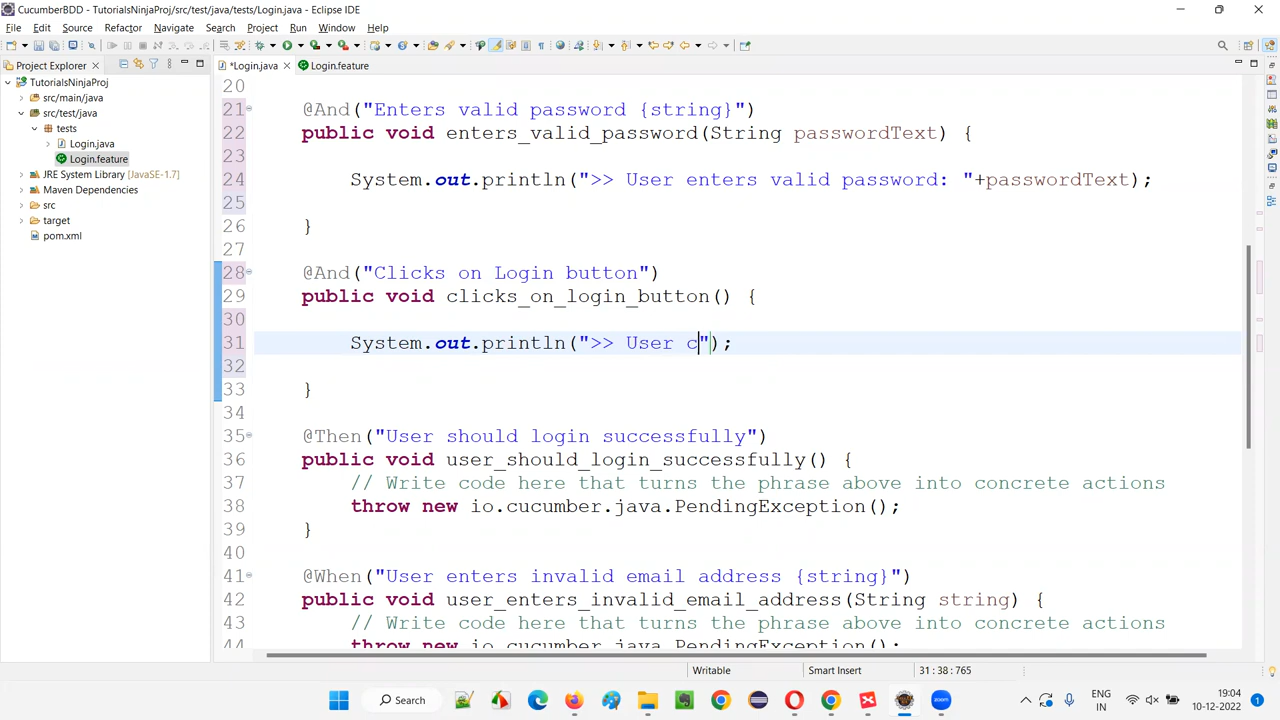 CucumberBDD - TutorialsNinjaProj/src/test/java/tests/Login.java - Eclipse IDE
File Edit Source Refactor Navigate Search Project Run Window Help
Project Explorer
*Login.java
Login.feature
TutorialsNinjaProj
src/main/java
src/test/java
tests
Login.java
Login.feature
JRE System Library [JavaSE-1.7]
Maven Dependencies
src
target
pom.xml
20
21 @And("Enters valid password {string}")
22 public void enters_valid_password(String passwordText) {
23
24 System.out.println(">> User enters valid password: "+passwordText);
25
26 }
27
28 @And("Clicks on Login button")
29 public void clicks_on_login_button() {
30
31 System.out.println(">> User c");
32
33 }
34
35 @Then("User should login successfully")
36 public void user_should_login_successfully() {
37 // Write code here that turns the phrase above into concrete actions
38 throw new io.cucumber.java.PendingException();
39 }
40
41 @When("User enters invalid email address {string}")
42 public void user_enters_invalid_email_address(String string) {
43 // Write code here that turns the phrase above into concrete actions
44 throw new io.cucumber.java.PendingException();
Writable
Smart Insert
31 : 38 : 765
Search
zoom
ENG
IN
19:04
10-12-2022
1